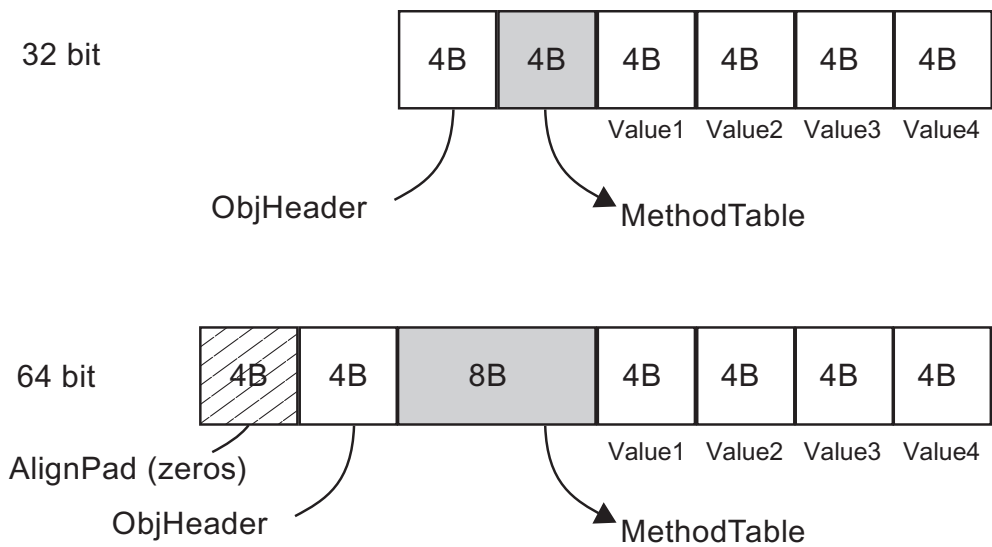 32 bit
4B 4B 4B 4B 4B 4B
Value1 Value2 Value3 Value4
ObjHeader
MethodTable
64 bit
4B 4B 8B 4B 4B 4B 4B
Value1 Value2 Value3 Value4
AlignPad (zeros)
ObjHeader
MethodTable